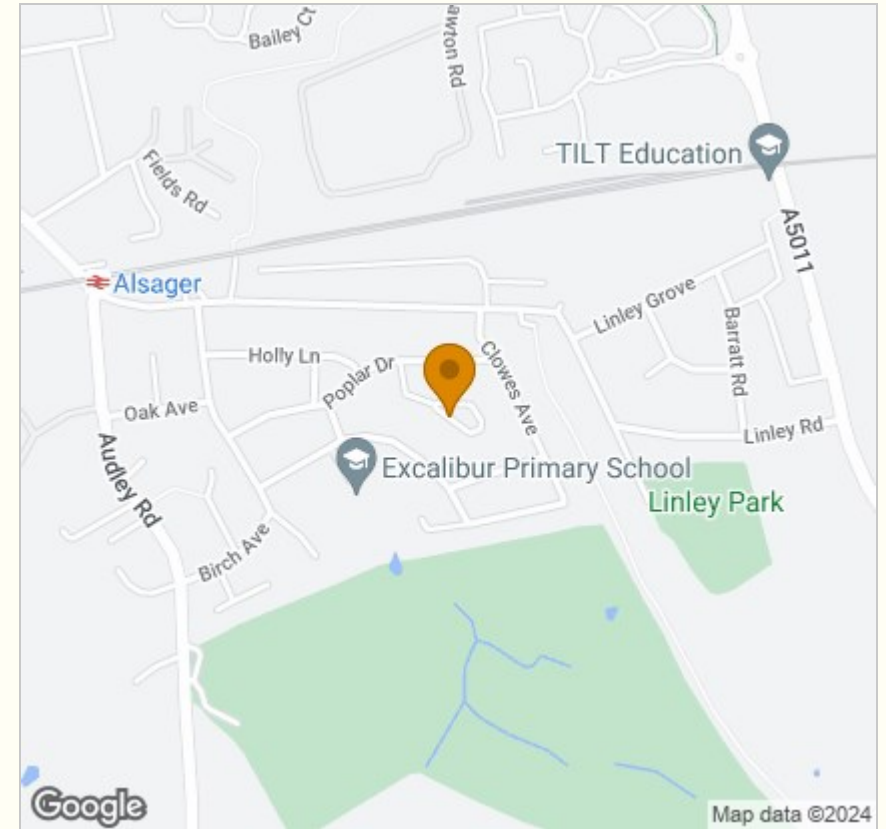 Bailey Ct
awton Rd
TILT Education
Fields Rd
A5011
Alsager
Linley Grove
Holly Ln
Poplar Dr
Clowes Ave
Barratt Rd
Oak Ave
Linley Rd
Audley Rd
Excalibur Primary School
Linley Park
Birch Ave
Google
Map data ©2024